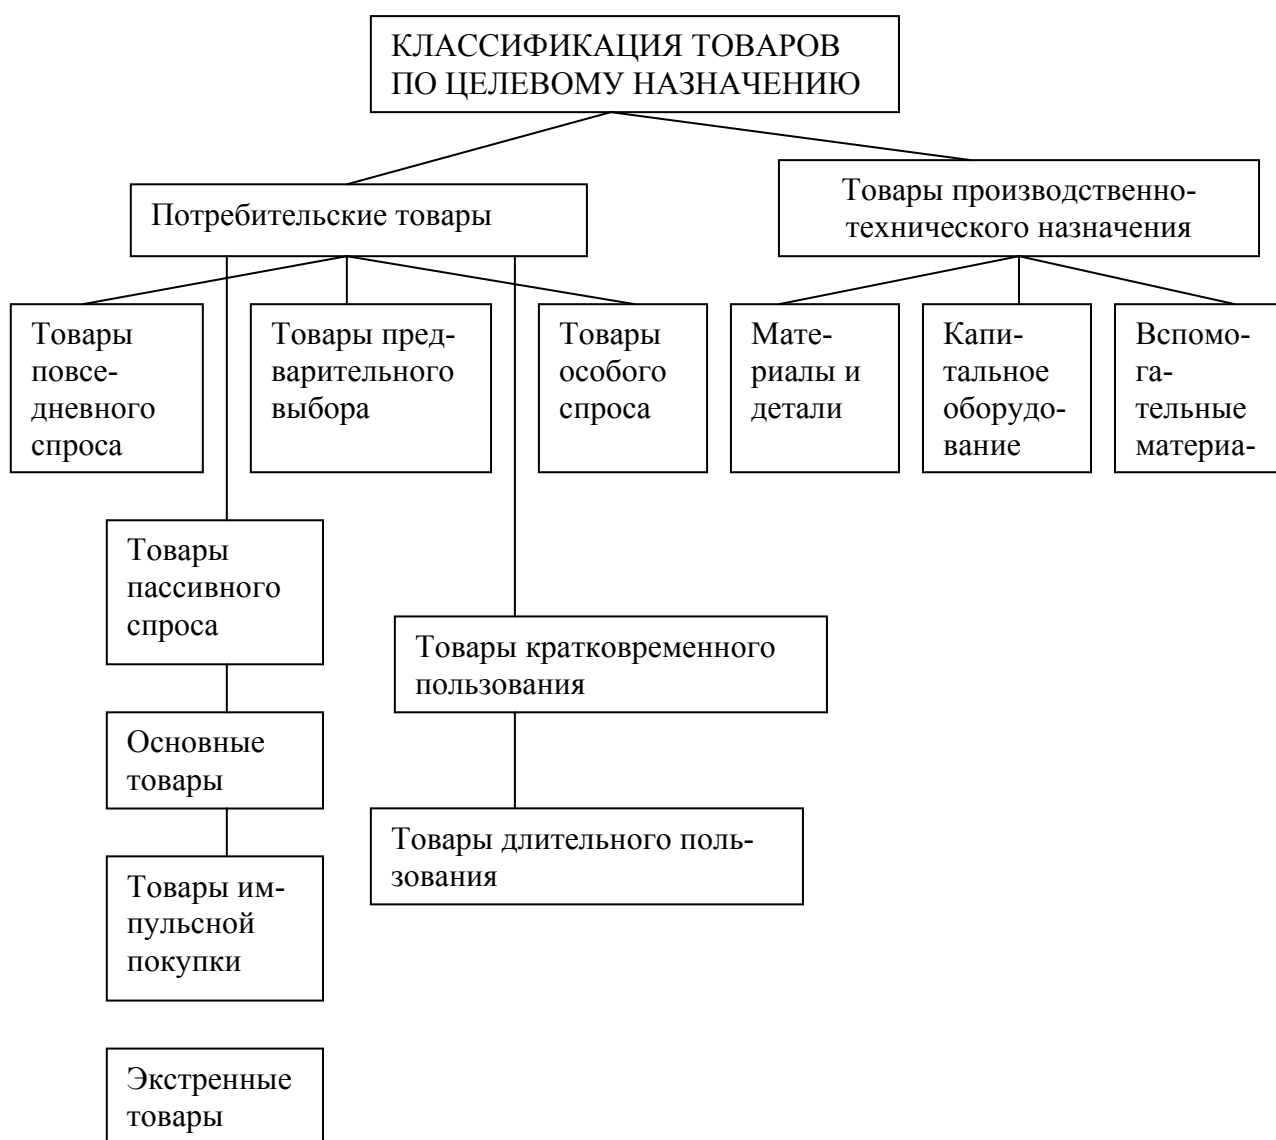 КЛАССИФИКАЦИЯ ТОВАРОВ
ПО ЦЕЛЕВОМУ НАЗНАЧЕНИЮ
Потребительские товары
Товары производственно-
технического назначения
Товары
повсе-
дневного
спроса
Товары пред-
варительного
выбора
Товары
особого
спроса
Мате-
риалы и
детали
Капи-
тальное
оборудо-
вание
Вспомо-
га-
тельные
материа-
Товары
пассивного
спроса
Товары кратковременного
пользования
Основные
товары
Товары длительного поль-
зования
Товары им-
пульсной
покупки
Экстренные
товары